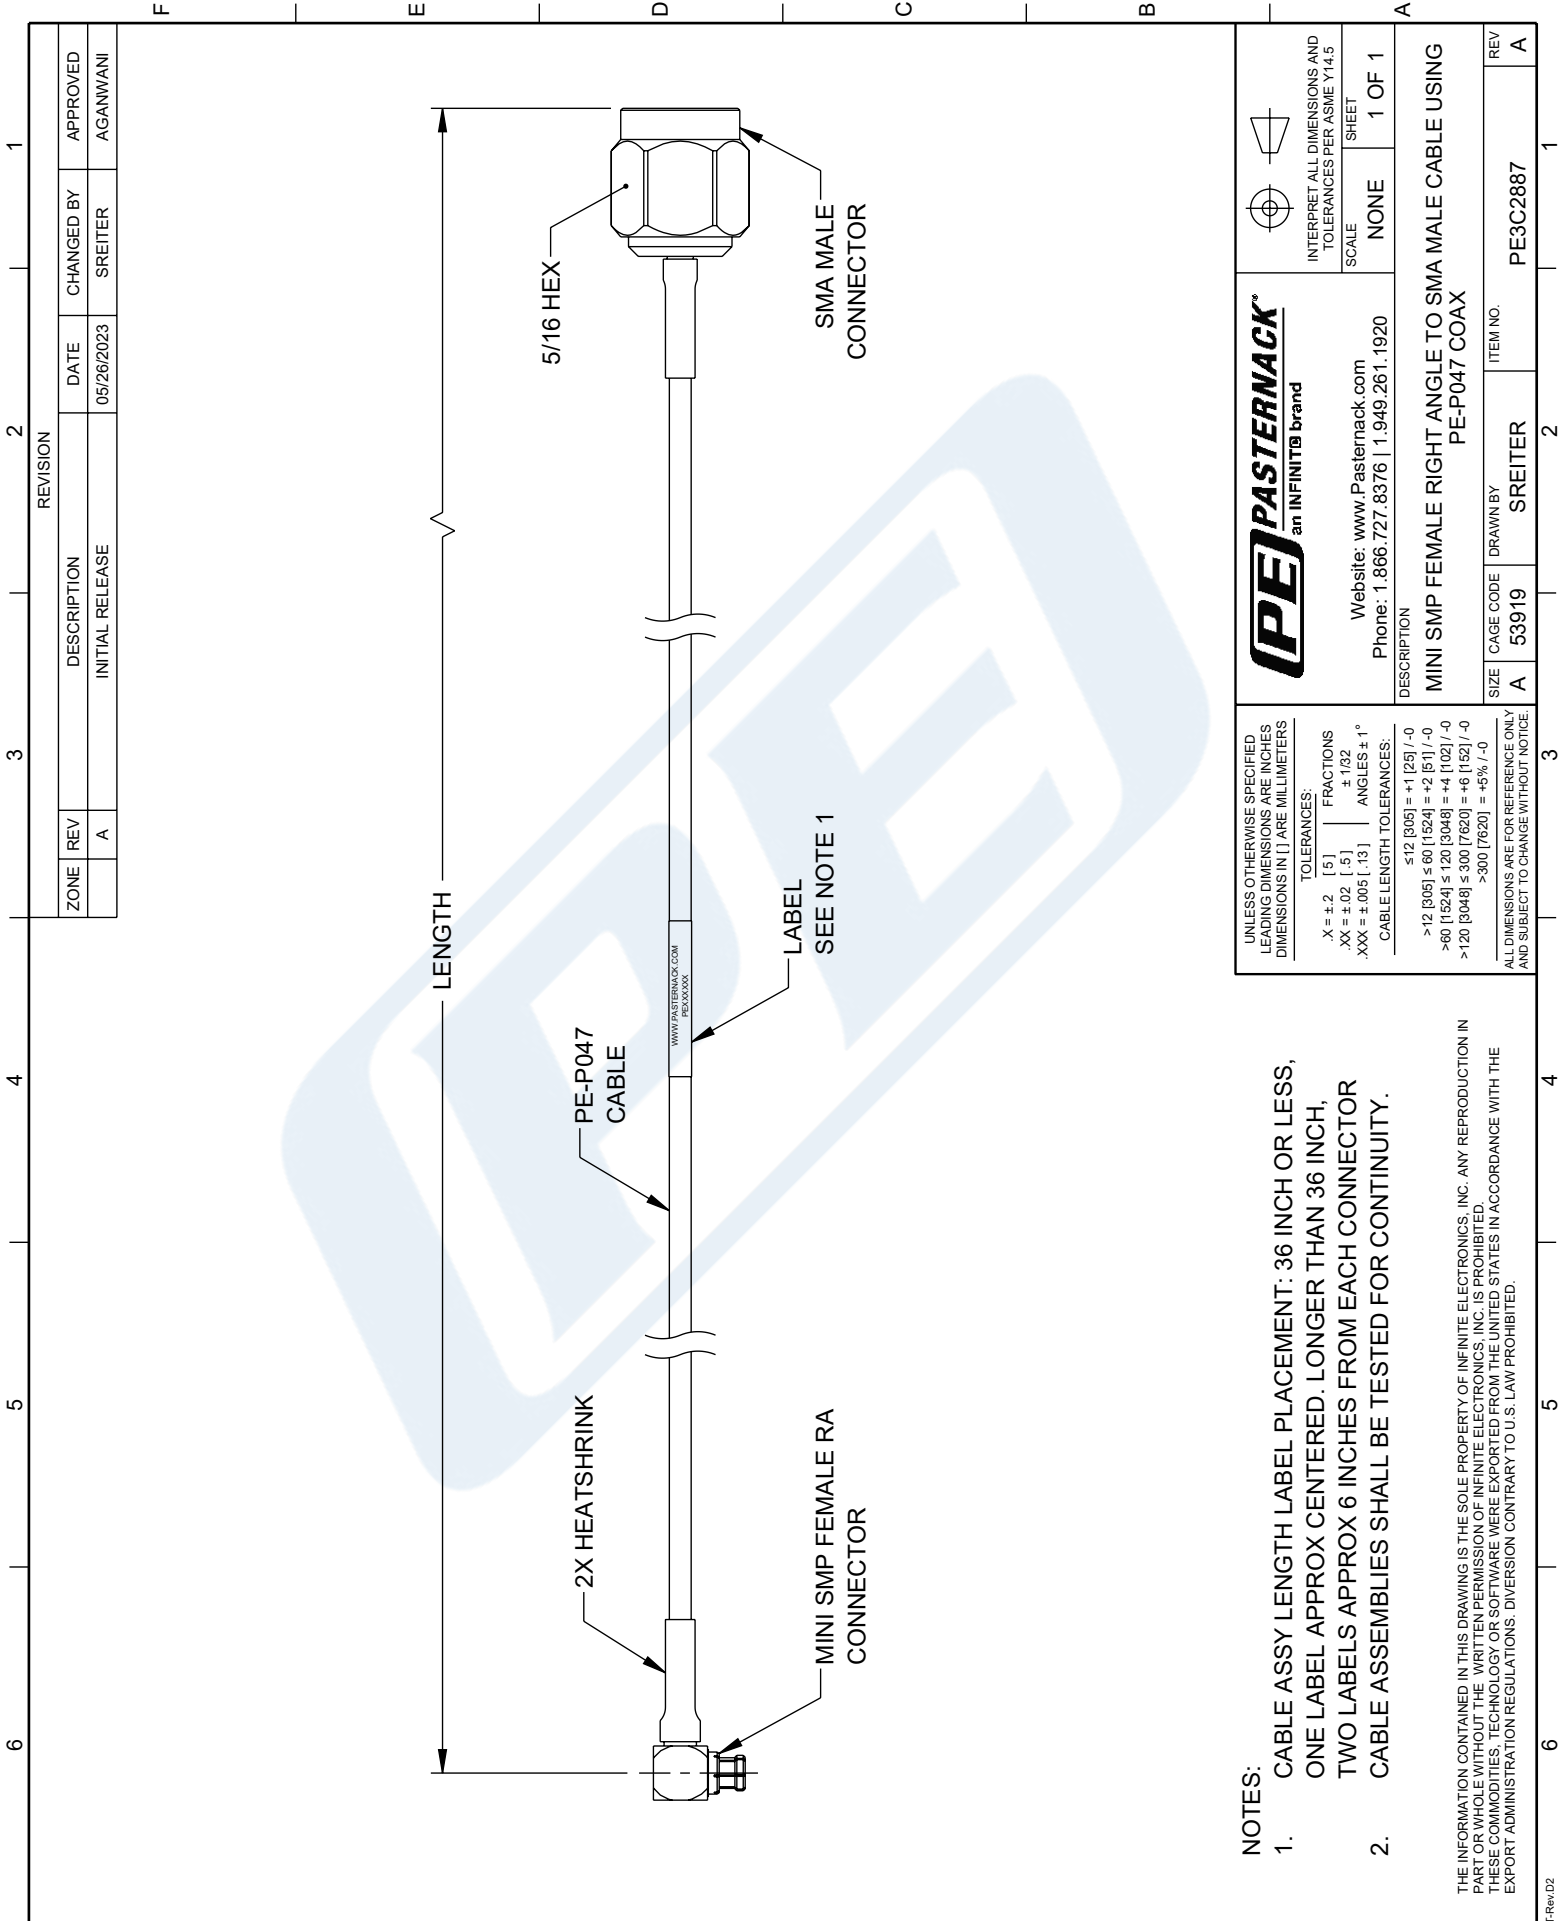 REVISION
ZONE REV DESCRIPTION DATE CHANGED BY APPROVED
A INITIAL RELEASE 05/26/2023 SREITER AGANWANI
6 5 4 3 2 1
F
E
D
C
B
A
LENGTH
2X HEATSHRINK
PE-P047
CABLE
5/16 HEX
WWW.PASTERNACK.COM
PEXXXXXX
MINI SMP FEMALE RA
CONNECTOR
LABEL
SEE NOTE 1
SMA MALE
CONNECTOR
PE
NOTES:
1. CABLE ASSY LENGTH LABEL PLACEMENT: 36 INCH OR LESS,
ONE LABEL APPROX CENTERED. LONGER THAN 36 INCH,
TWO LABELS APPROX 6 INCHES FROM EACH CONNECTOR
2. CABLE ASSEMBLIES SHALL BE TESTED FOR CONTINUITY.
THE INFORMATION CONTAINED IN THIS DRAWING IS THE SOLE PROPERTY OF INFINITE ELECTRONICS, INC. ANY REPRODUCTION IN
PART OR WHOLE WITHOUT THE WRITTEN PERMISSION OF INFINITE ELECTRONICS, INC. IS PROHIBITED.
THESE COMMODITIES, TECHNOLOGY OR SOFTWARE WERE EXPORTED FROM THE UNITED STATES IN ACCORDANCE WITH THE
EXPORT ADMINISTRATION REGULATIONS. DIVERSION CONTRARY TO U.S. LAW PROHIBITED.
UNLESS OTHERWISE SPECIFIED
LEADING DIMENSIONS ARE INCHES
DIMENSIONS IN [ ] ARE MILLIMETERS
TOLERANCES:
.X = ±.2 [5] FRACTIONS
.XX = ±.02 [.5] ± 1/32
.XXX = ±.005 [.13] ANGLES ± 1°
CABLE LENGTH TOLERANCES:
≤12 [305] = +1 [25] / -0
>12 [305] ≤ 60 [1524] = +2 [51] / -0
>60 [1524] ≤ 120 [3048] = +4 [102] / -0
>120 [3048] ≤ 300 [7620] = +6 [152] / -0
>300 [7620] = +5% / -0
ALL DIMENSIONS ARE FOR REFERENCE ONLY
AND SUBJECT TO CHANGE WITHOUT NOTICE.
PE PASTERNACK®
an INFINITE brand
Website: www.Pasternack.com
Phone: 1.866.727.8376 | 1.949.261.1920
INTERPRET ALL DIMENSIONS AND
TOLERANCES PER ASME Y14.5
SCALE SHEET
NONE 1 OF 1
DESCRIPTION
MINI SMP FEMALE RIGHT ANGLE TO SMA MALE CABLE USING
PE-P047 COAX
SIZE CAGE CODE DRAWN BY ITEM NO. REV
A 53919 SREITER PE3C2887 A
6 5 4 3 2 1